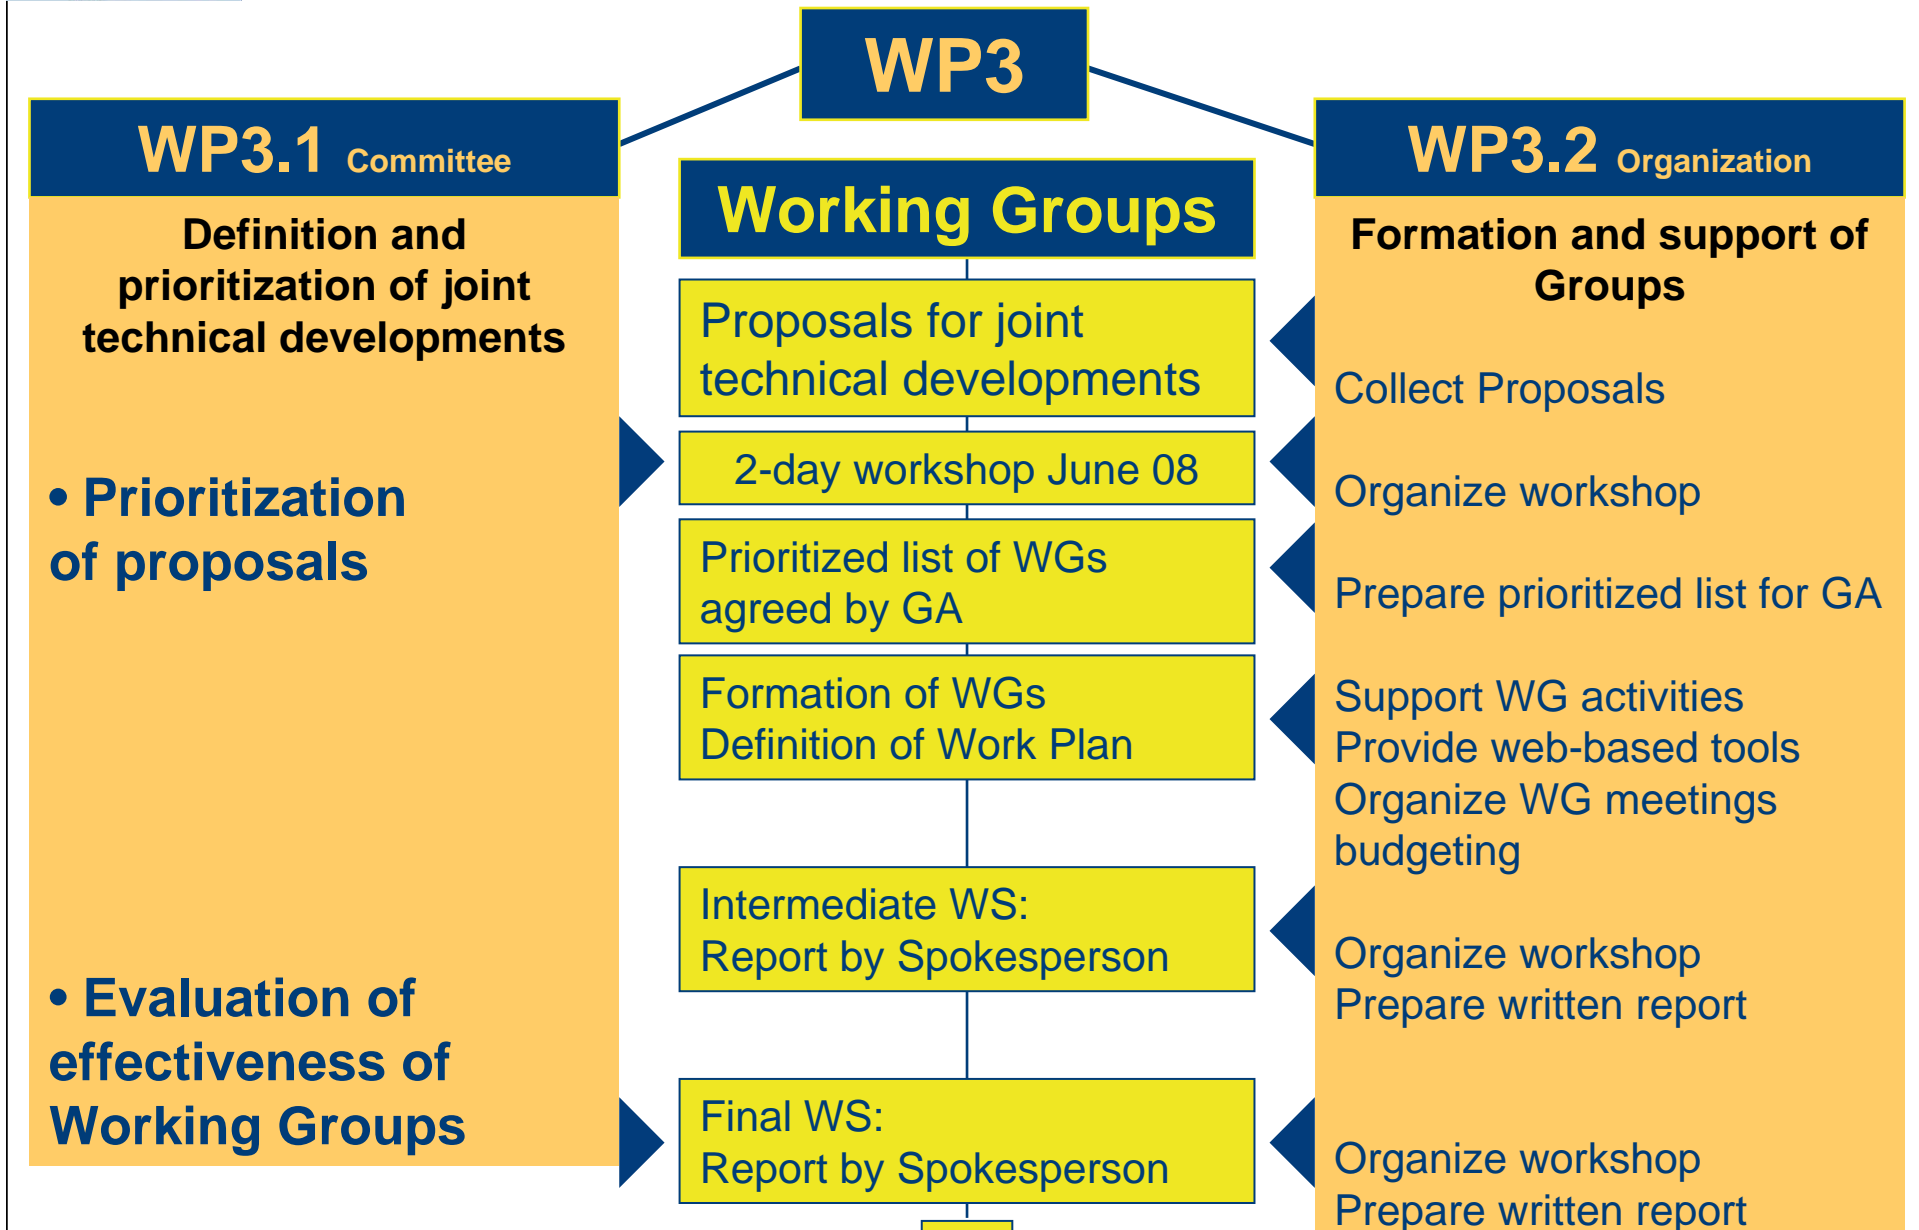 WP3
WP3.1 Committee
Definition and
prioritization of joint
technical developments
• Prioritization
of proposals
• Evaluation of
effectiveness of
Working Groups
Working Groups
Proposals for joint
technical developments
2-day workshop June 08
Prioritized list of WGs
agreed by GA
Formation of WGs
Definition of Work Plan
Intermediate WS:
Report by Spokesperson
Final WS:
Report by Spokesperson
WP3.2 Organization
Formation and support of
Groups
Collect Proposals
Organize workshop
Prepare prioritized list for GA
Support WG activities
Provide web-based tools
Organize WG meetings
budgeting
Organize workshop
Prepare written report
Organize workshop
Prepare written report